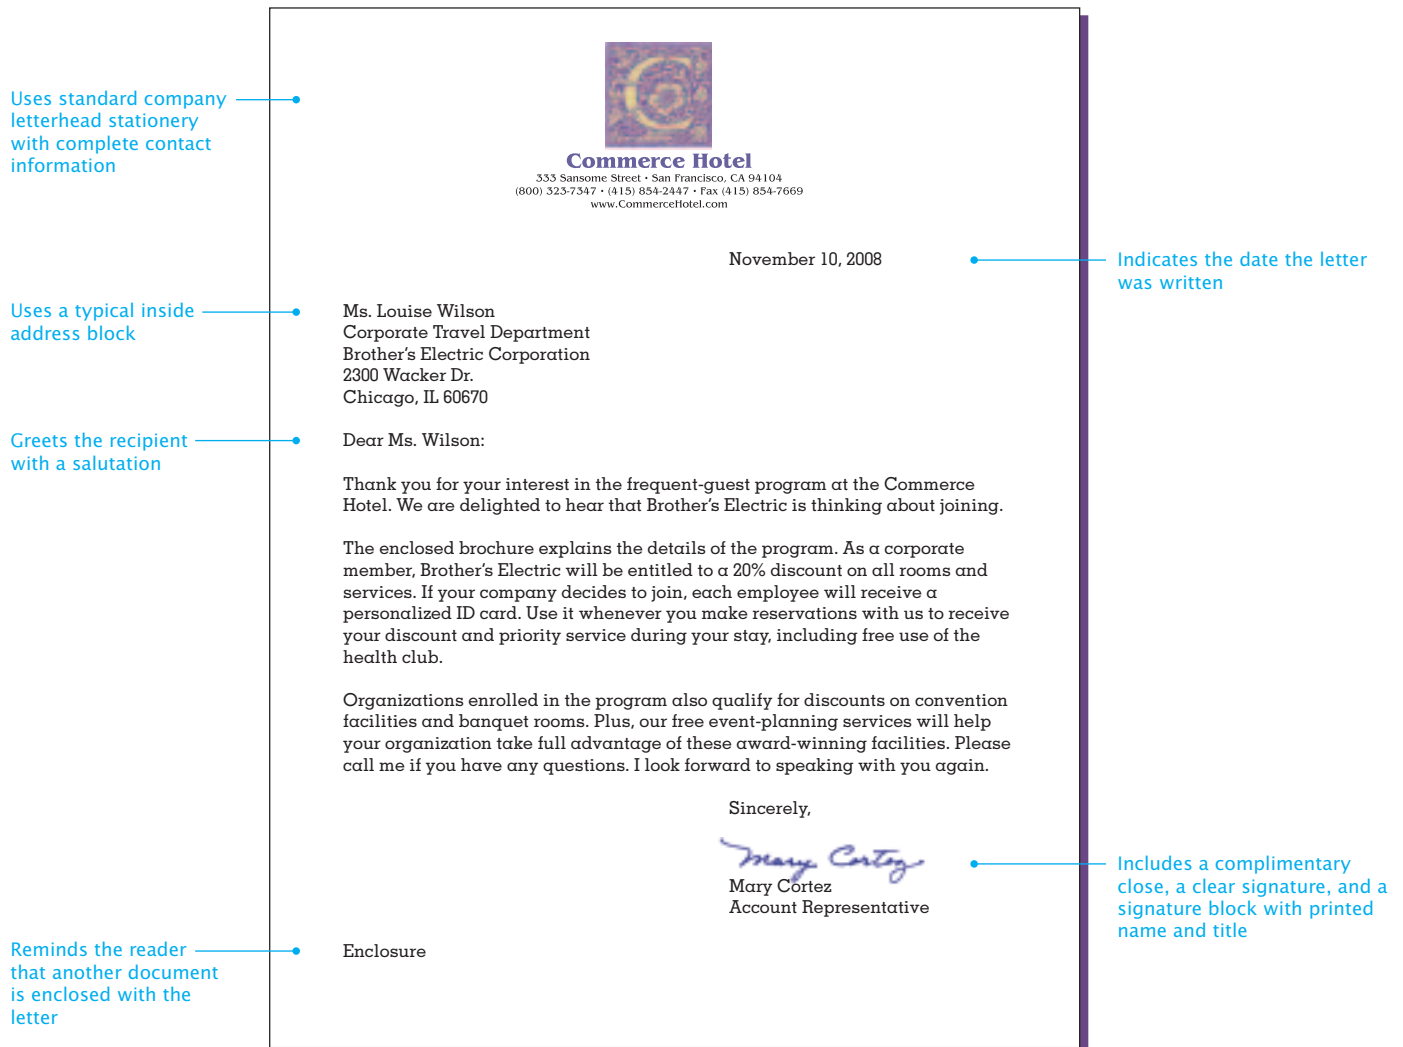 Uses standard company
letterhead stationery
with complete contact
information
C
Commerce Hotel
333 Sansome Street • San Francisco, CA 94104
(800) 323-7347 • (415) 854-2447 • Fax (415) 854-7669
www.CommerceHotel.com
November 10, 2008
Indicates the date the letter
was written
Uses a typical inside
address block
Ms. Louise Wilson
Corporate Travel Department
Brother's Electric Corporation
2300 Wacker Dr.
Chicago, IL 60670
Greets the recipient
with a salutation
Dear Ms. Wilson:
Thank you for your interest in the frequent-guest program at the Commerce
Hotel. We are delighted to hear that Brother's Electric is thinking about joining.
The enclosed brochure explains the details of the program. As a corporate
member, Brother's Electric will be entitled to a 20% discount on all rooms and
services. If your company decides to join, each employee will receive a
personalized ID card. Use it whenever you make reservations with us to receive
your discount and priority service during your stay, including free use of the
health club.
Organizations enrolled in the program also qualify for discounts on convention
facilities and banquet rooms. Plus, our free event-planning services will help
your organization take full advantage of these award-winning facilities. Please
call me if you have any questions. I look forward to speaking with you again.
Sincerely,
Mary Cortez
Mary Cortez
Account Representative
Includes a complimentary
close, a clear signature, and a
signature block with printed
name and title
Reminds the reader
that another document
is enclosed with the
letter
Enclosure